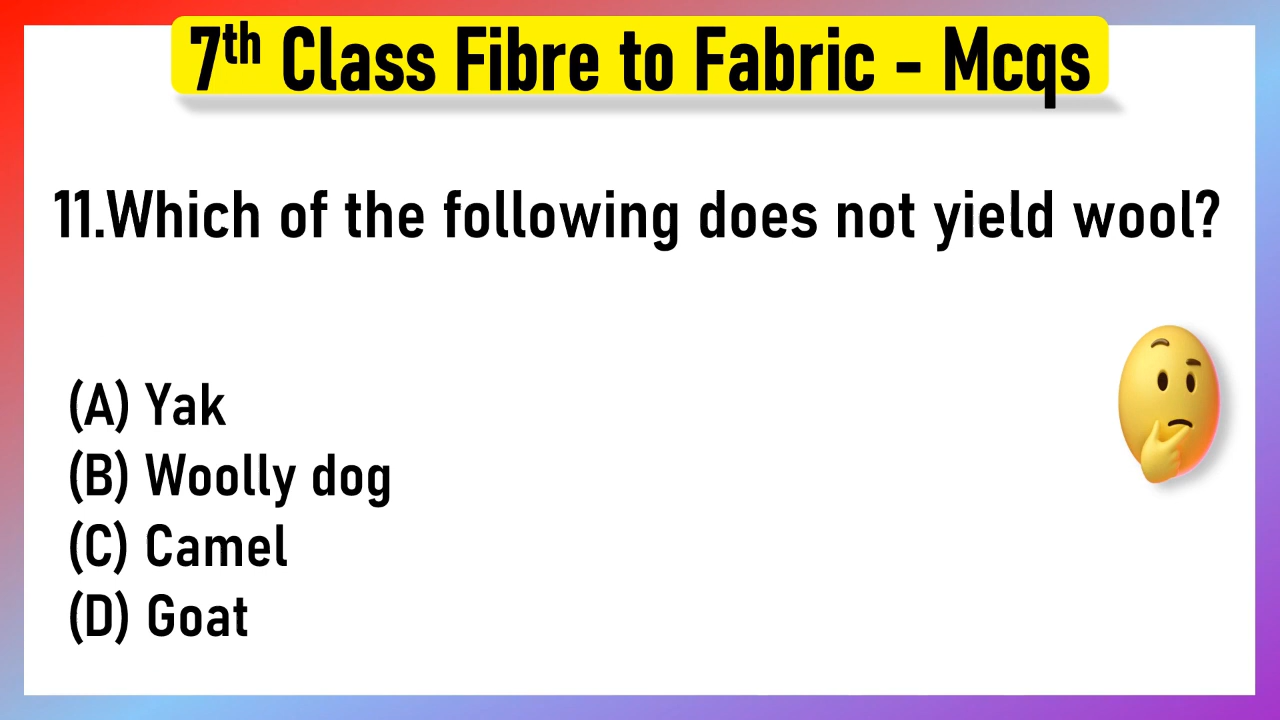 7th Class Fibre to Fabric - Mcqs
11.Which of the following does not yield wool?
(A) Yak
(B) Woolly dog
(C) Camel
(D) Goat